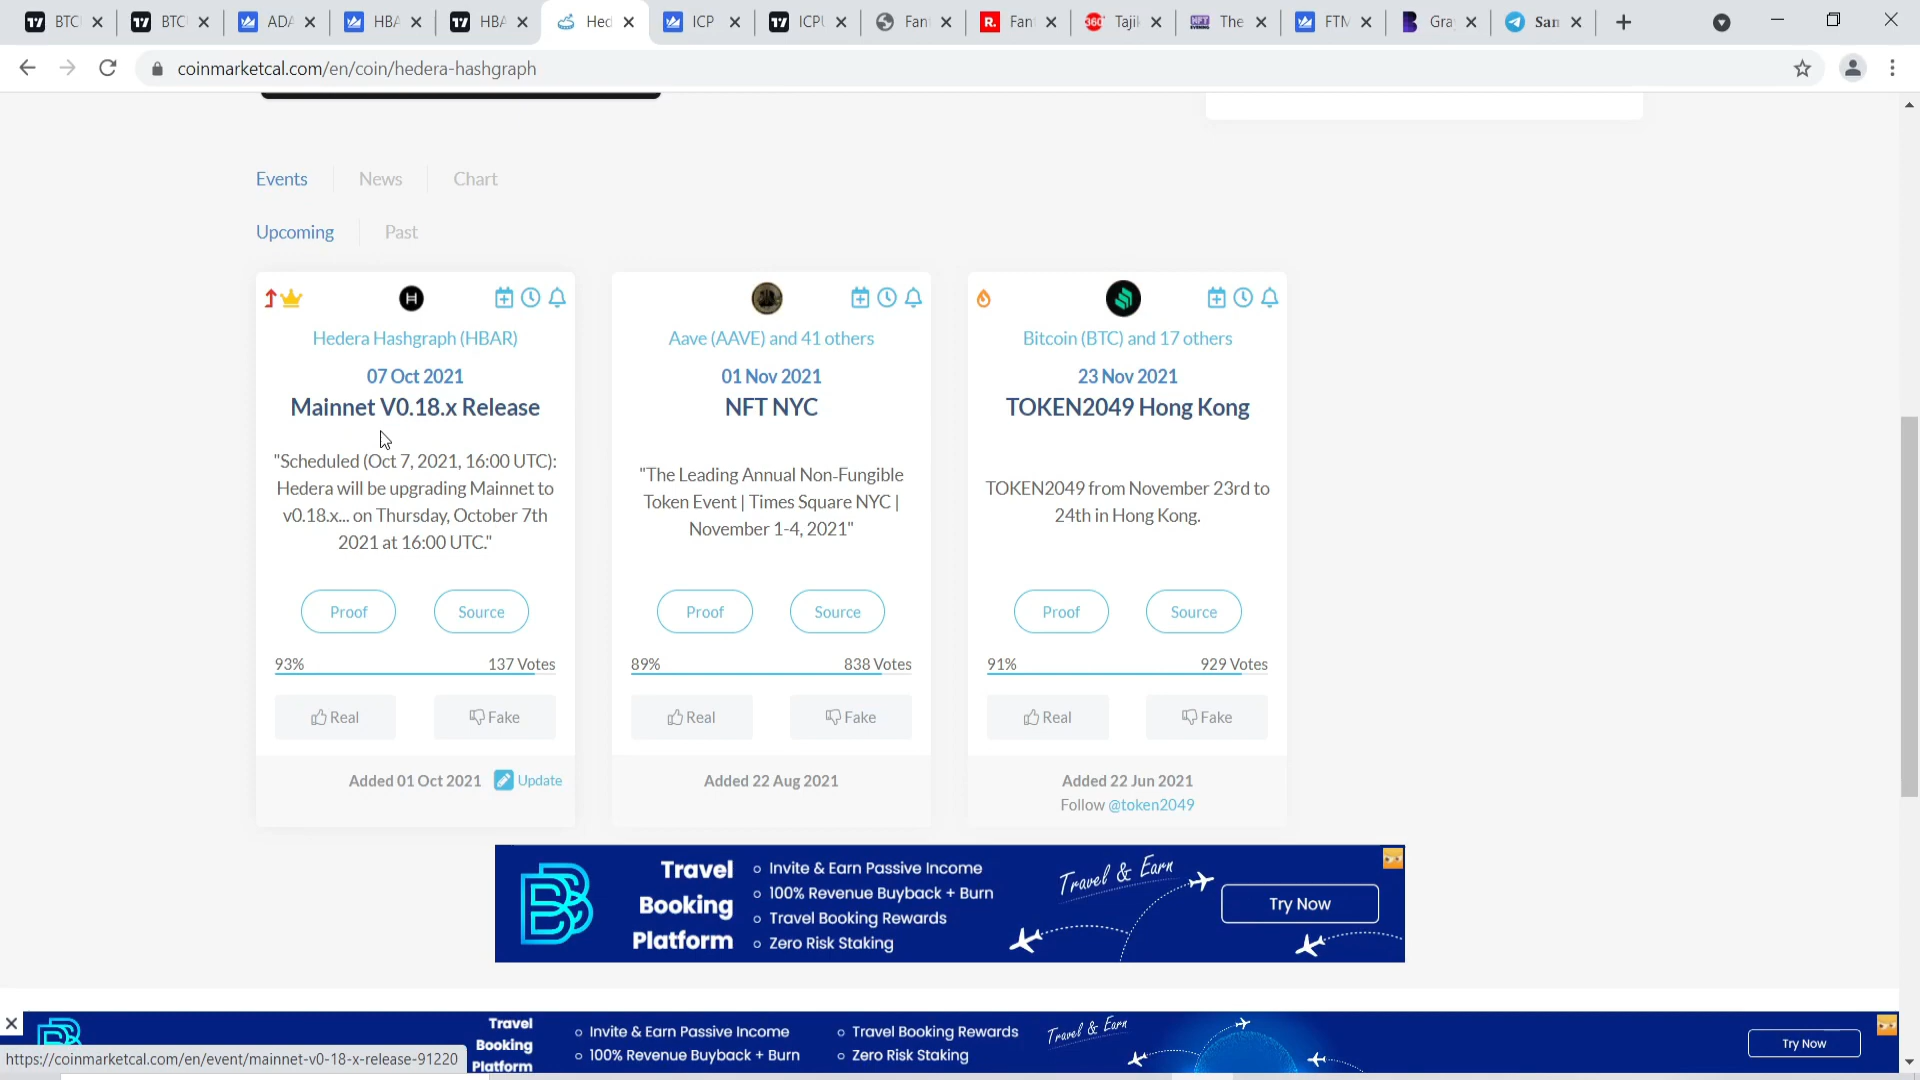 BTC
BTC
ADA
HBA
HBA
Hed
ICP
ICPU
Fan
R.
Fan
360°
Tajik
The
FTM
Gra
San
coinmarketcal.com/en/coin/hedera-hashgraph
Events
News
Chart
Upcoming
Past
Hedera Hashgraph (HBAR)
07 Oct 2021
Mainnet V0.18.x Release
"Scheduled (Oct 7, 2021, 16:00 UTC):
Hedera will be upgrading Mainnet to
v0.18.x... on Thursday, October 7th
2021 at 16:00 UTC."
Proof
Source
93%
137 Votes
Real
Fake
Added 01 Oct 2021
Update
Aave (AAVE) and 41 others
01 Nov 2021
NFT NYC
"The Leading Annual Non-Fungible
Token Event | Times Square NYC |
November 1-4, 2021"
Proof
Source
89%
838 Votes
Real
Fake
Added 22 Aug 2021
Bitcoin (BTC) and 17 others
23 Nov 2021
TOKEN2049 Hong Kong
TOKEN2049 from November 23rd to
24th in Hong Kong.
Proof
Source
91%
929 Votes
Real
Fake
Added 22 Jun 2021
Follow @token2049
Travel
Booking
Platform
Invite & Earn Passive Income
100% Revenue Buyback + Burn
Travel Booking Rewards
Zero Risk Staking
Travel & Earn
Try Now
Travel
Booking
Platform
Invite & Earn Passive Income
100% Revenue Buyback + Burn
Travel Booking Rewards
Zero Risk Staking
Travel & Earn
Try Now
https://coinmarketcal.com/en/event/mainnet-v0-18-x-release-91220